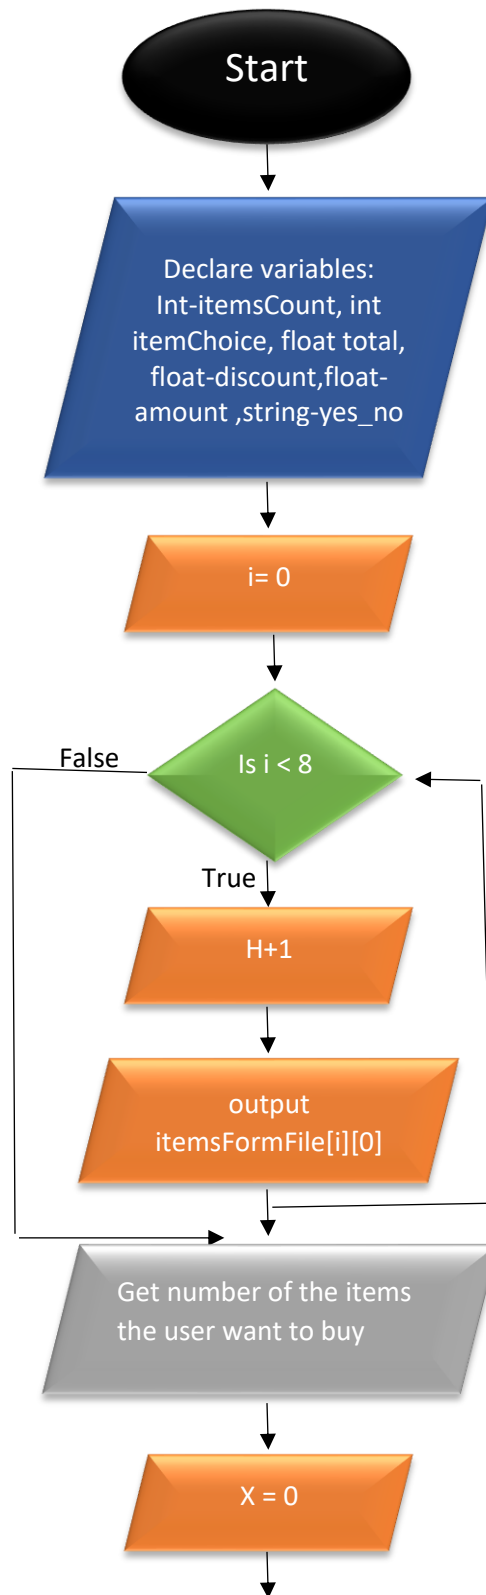 Start
Declare variables:
Int-itemsCount, int
itemChoice, float total,
float-discount,float-
amount ,string-yes_no
i= 0
False
Is i < 8
True
H+1
output
itemsFormFile[i][0]
Get number of the items
the user want to buy
X = 0